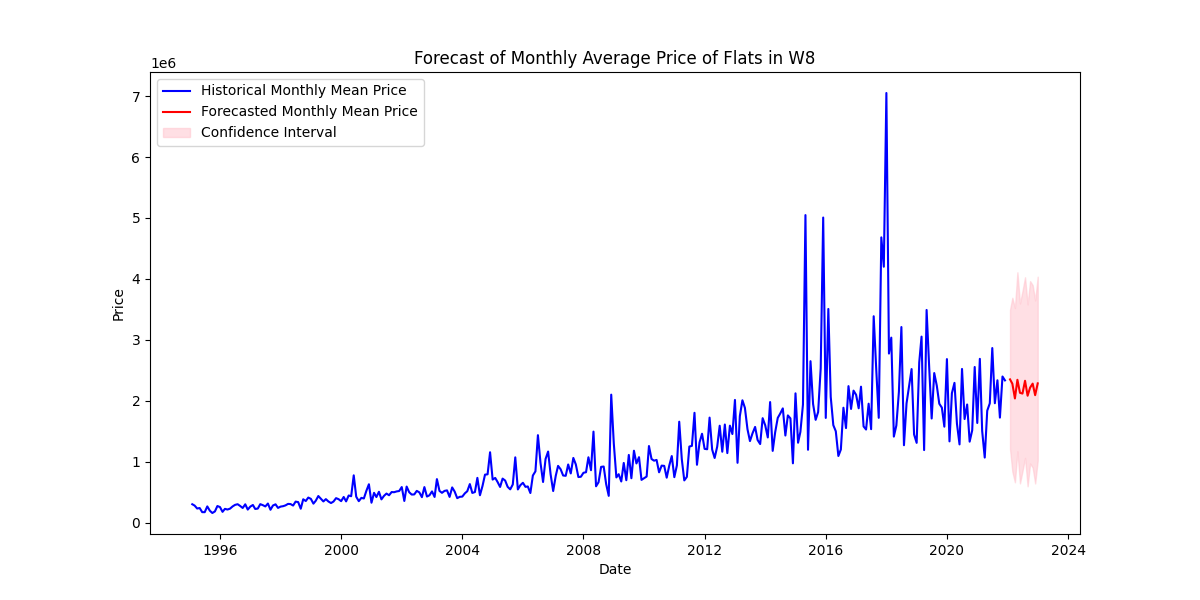 Forecast of Monthly Average Price of Flats in W8
1e6
Historical Monthly Mean Price
Forecasted Monthly Mean Price
Confidence Interval
7
6
5
4
3
2
1
0
Price
1996 2000 2004 2008 2012 2016 2020 2024
Date